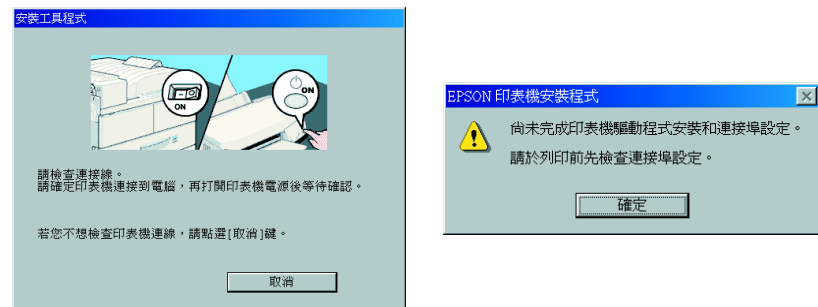 安裝工具程式
ON
ON
請檢查連接線。
請確定印表機連接到電腦，再打開印表機電源後等待確認。
若您不想檢查印表機連線，請點選[取消]鍵。
取消
EPSON 印表機安裝程式
尚未完成印表機驅動程式安裝和連接埠設定。
請於列印前先檢查連接埠設定。
確定